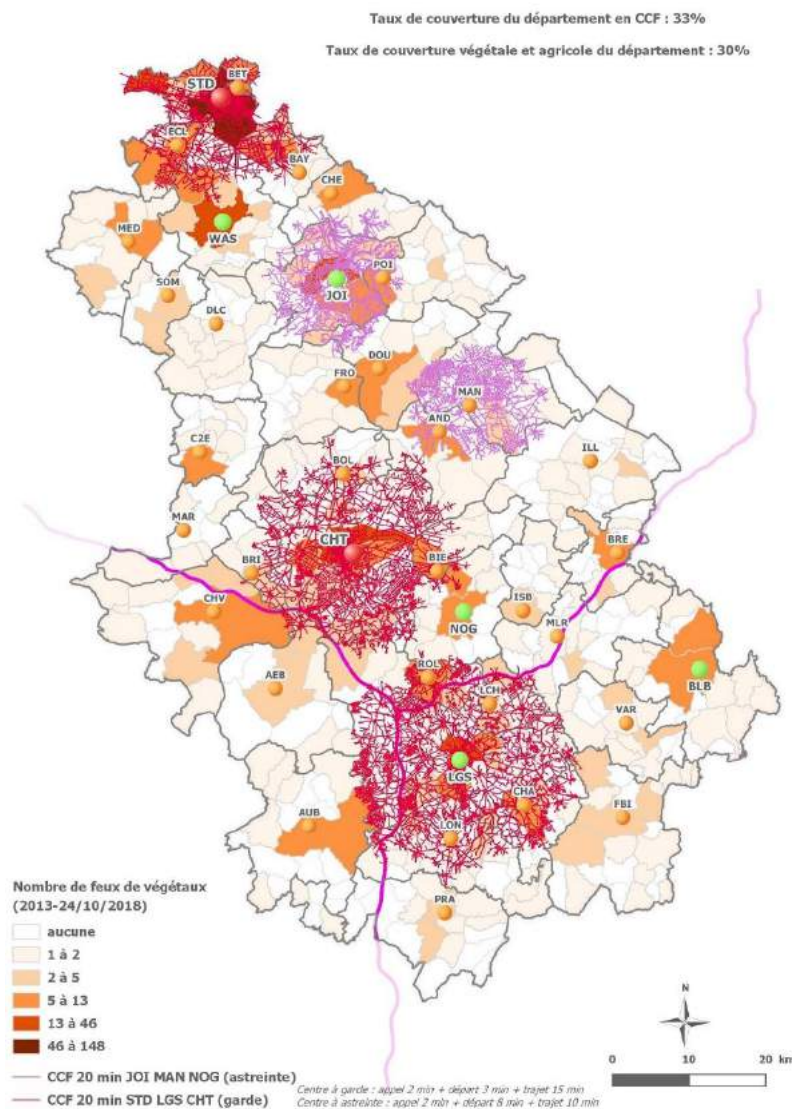 Taux de couverture du département en CCF : 33%
Taux de couverture végétale et agricole du département : 30%
STD
BET
ECL
BAY
CHE
WAS
MED
JOI
POI
SOM
DLC
DOU
FRO
MAN
AND
C2E
BOL
ILL
MAR
CHT
BRE
BRI
BIE
CHV
ISB
NOG
MLR
ROL
BLB
AEB
LCH
VAR
LGS
CHA
FBI
AUB
LON
PRA
Nombre de feux de végétaux
(2013-24/10/2018)
aucune
1 à 2
2 à 5
5 à 13
13 à 46
46 à 148
CCF 20 min JOI MAN NOG (astreinte)
CCF 20 min STD LGS CHT (garde)
Centre à garde : appel 2 min + départ 3 min + trajet 15 min
Centre à astreinte : appel 2 min + départ 8 min + trajet 10 min
N
0 10 20 km